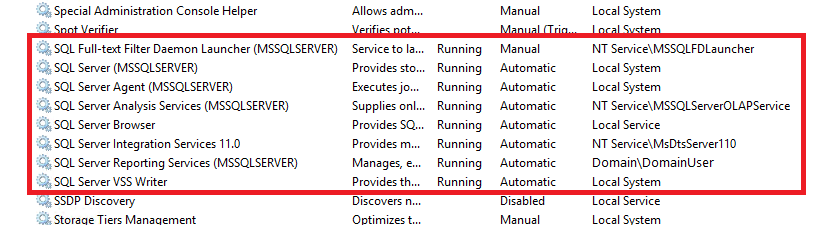 Special Administration Console Helper Allows adm... Manual Local System
Spot Verifier Verifies not... Manual (Trig... Local System
SQL Full-text Filter Daemon Launcher (MSSQLSERVER) Service to la... Running Manual NT Service\MSSQLFDLauncher
SQL Server (MSSQLSERVER) Provides sto... Running Automatic Local System
SQL Server Agent (MSSQLSERVER) Executes jo... Running Automatic Local System
SQL Server Analysis Services (MSSQLSERVER) Supplies onl... Running Automatic NT Service\MSSQLServerOLAPService
SQL Server Browser Provides SQ... Running Automatic Local Service
SQL Server Integration Services 11.0 Provides m... Running Automatic NT Service\MsDtsServer110
SQL Server Reporting Services (MSSQLSERVER) Manages, e... Running Automatic Domain\DomainUser
SQL Server VSS Writer Provides th... Running Automatic Local System
SSDP Discovery Discovers n... Disabled Local Service
Storage Tiers Management Optimizes t... Manual Local System